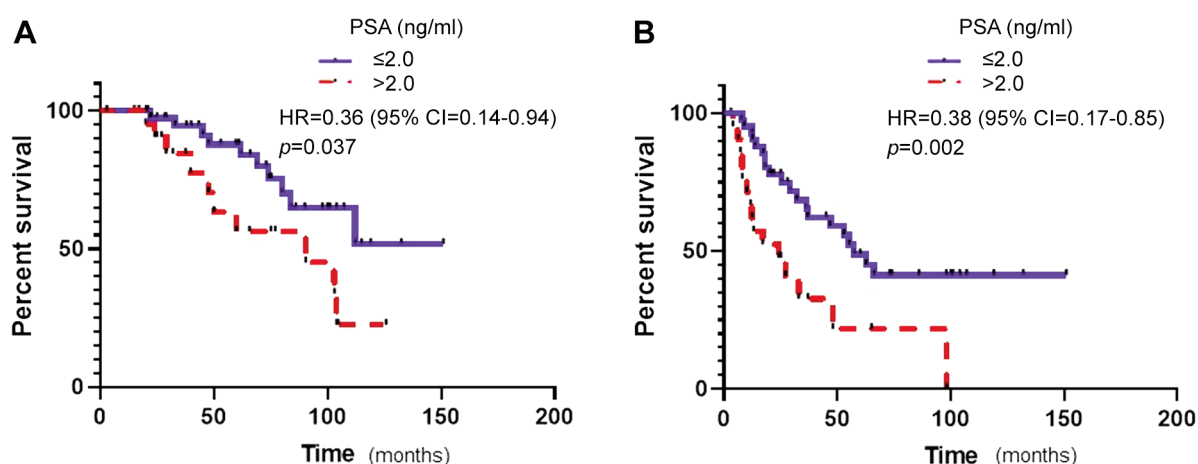 A
PSA (ng/ml)
≤2.0
>2.0
HR=0.36 (95% CI=0.14-0.94)
p=0.037
Percent survival
100
50
0
0 50 100 150 200
Time (months)
B
PSA (ng/ml)
≤2.0
>2.0
HR=0.38 (95% CI=0.17-0.85)
p=0.002
Percent survival
100
50
0
0 50 100 150 200
Time (months)